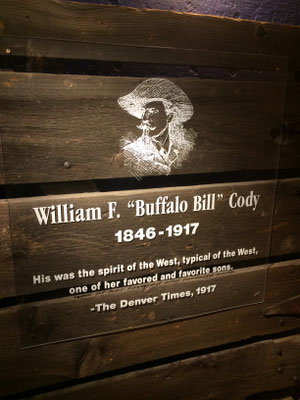 William F. "Buffalo Bill" Cody
1846-1917
His was the spirit of the West, typical of the West,
one of her favored and favorite sons.
-The Denver Times, 1917